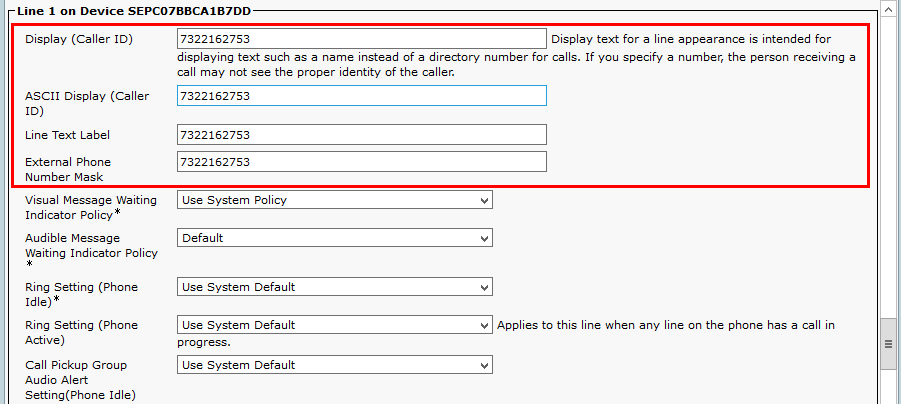 Line 1 on Device SEPC07BBCA1B7DD
Display (Caller ID) 7322162753 Display text for a line appearance is intended for
displaying text such as a name instead of a directory number for calls. If you specify a number, the person receiving a
call may not see the proper identity of the caller.
ASCII Display (Caller 7322162753
ID)
Line Text Label 7322162753
External Phone 7322162753
Number Mask
Visual Message Waiting Use System Policy
Indicator Policy*
Audible Message Default
Waiting Indicator Policy
*
Ring Setting (Phone Use System Default
Idle)*
Ring Setting (Phone Use System Default Applies to this line when any line on the phone has a call in
Active) progress.
Call Pickup Group Use System Default
Audio Alert
Setting(Phone Idle)